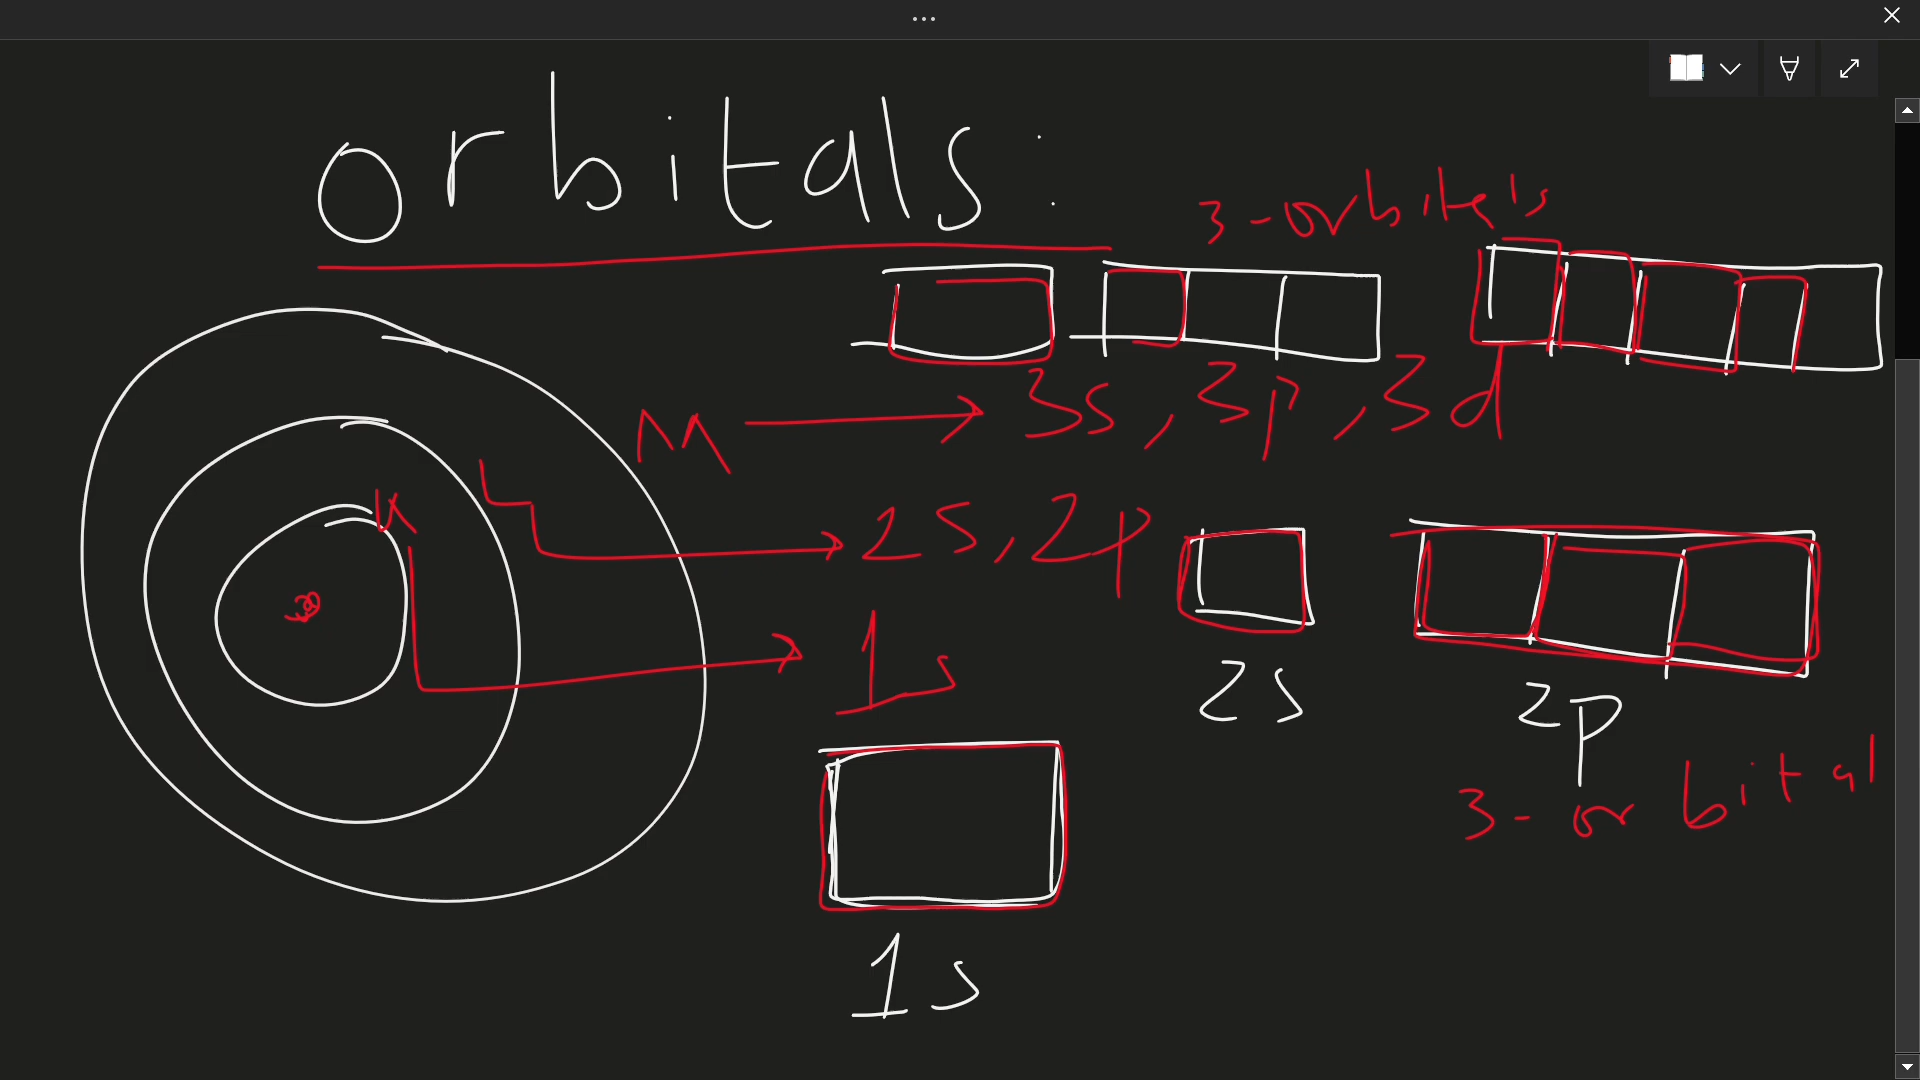 orbitals:
3-orbitals
M → 3s, 3p, 3d
K
L → 2s, 2p
1s
2s
2p
3-orbital
1s